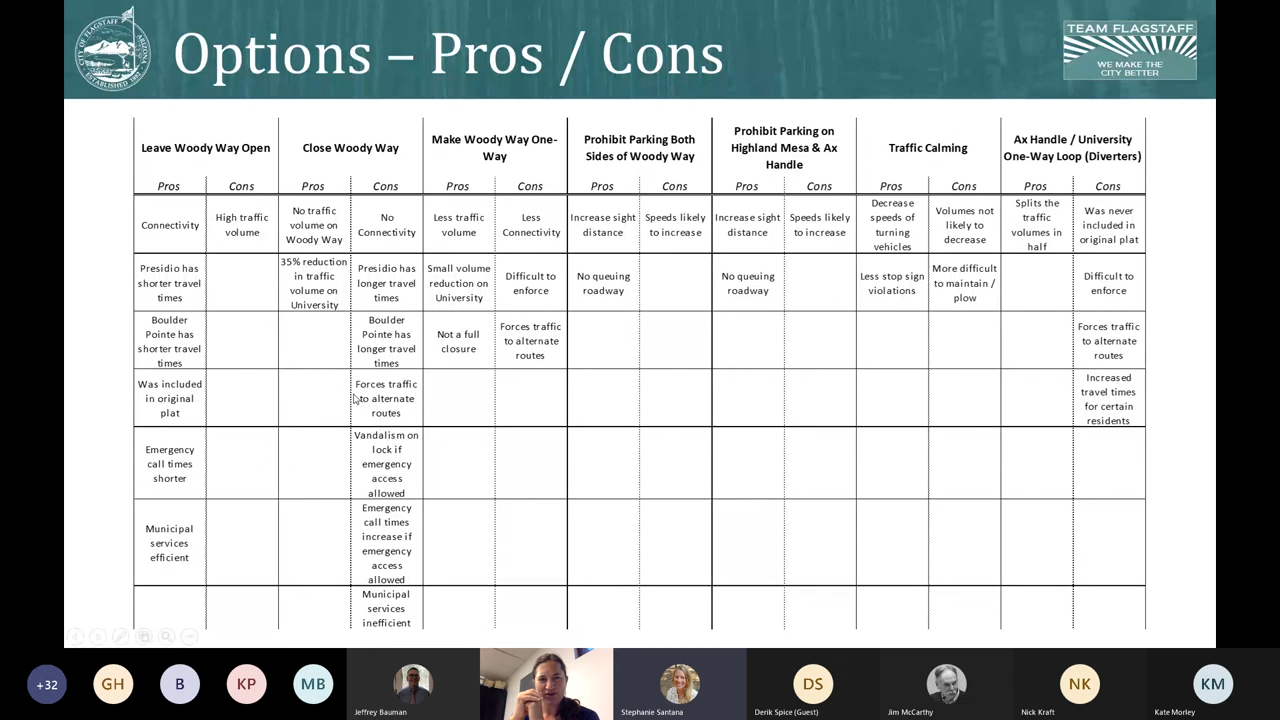 Options – Pros / Cons
TEAM FLAGSTAFF
WE MAKE THE
CITY BETTER
CITY OF FLAGSTAFF
ARIZONA
Leave Woody Way Open
Close Woody Way
Make Woody Way One-
Way
Prohibit Parking Both
Sides of Woody Way
Prohibit Parking on
Highland Mesa & Ax
Handle
Traffic Calming
Ax Handle / University
One-Way Loop (Diverters)
Pros
Cons
Pros
Cons
Pros
Cons
Pros
Cons
Pros
Cons
Pros
Cons
Pros
Cons
Connectivity
High traffic
volume
No traffic
volume on
Woody Way
No
Connectivity
Less traffic
volume
Less
Connectivity
Increase sight
distance
Speeds likely
to increase
Increase sight
distance
Speeds likely
to increase
Decrease
speeds of
turning
vehicles
Volumes not
likely to
decrease
Splits the
traffic
volumes in
half
Was never
included in
original plat
Presidio has
shorter travel
times
35% reduction
in traffic
volume on
University
Presidio has
longer travel
times
Small volume
reduction on
University
Difficult to
enforce
No queuing
roadway
No queuing
roadway
Less stop sign
violations
More difficult
to maintain /
plow
Difficult to
enforce
Boulder
Pointe has
shorter travel
times
Boulder
Pointe has
longer travel
times
Not a full
closure
Forces traffic
to alternate
routes
Forces traffic
to alternate
routes
Was included
in original
plat
Forces traffic
to alternate
routes
Increased
travel times
for certain
residents
Emergency
call times
shorter
Vandalism on
lock if
emergency
access
allowed
Municipal
services
efficient
Emergency
call times
increase if
emergency
access
allowed
Municipal
services
inefficient
+32
GH
B
KP
MB
Jeffrey Bauman
Stephanie Santana
DS
Derik Spice (Guest)
Jim McCarthy
NK
Nick Kraft
KM
Kate Morley